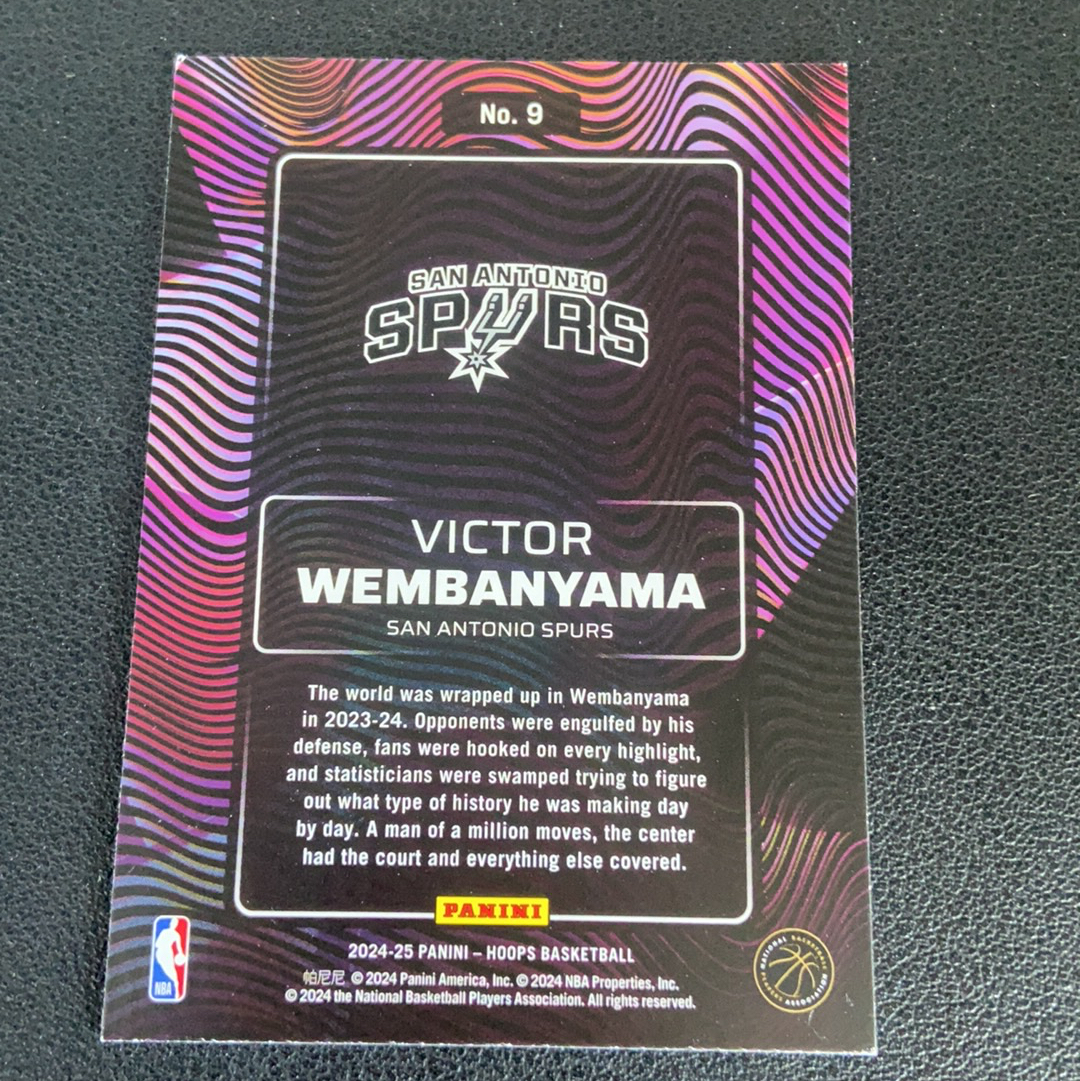 No. 9
SAN ANTONIO
SPURS
VICTOR
WEMBANYAMA
SAN ANTONIO SPURS
The world was wrapped up in Wembanyama
in 2023-24. Opponents were engulfed by his
defense, fans were hooked on every highlight,
and statisticians were swamped trying to figure
out what type of history he was making day
by day. A man of a million moves, the center
had the court and everything else covered.
PANINI
2024-25 PANINI – HOOPS BASKETBALL
帕尼尼 © 2024 Panini America, Inc. © 2024 NBA Properties, Inc.
© 2024 the National Basketball Players Association. All rights reserved.
NBA
NATIONAL BASKETBALL
PLAYERS ASSOCIATION